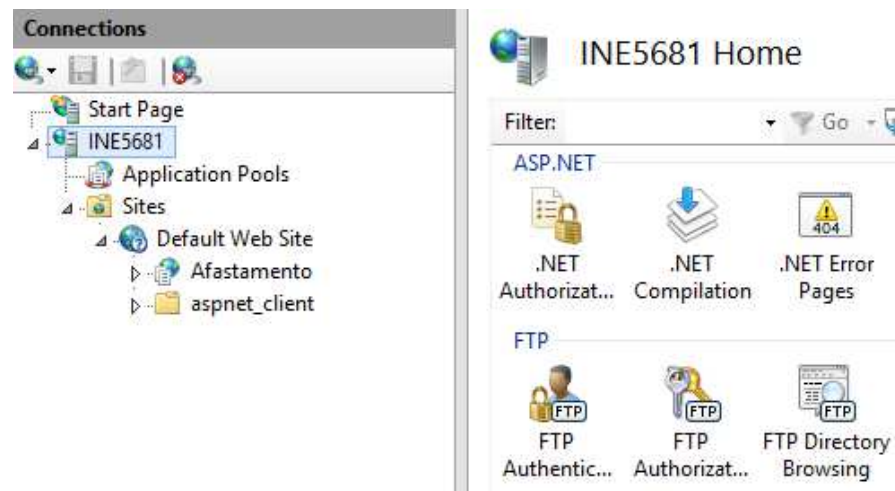 Connections
Start Page
INE5681
Application Pools
Sites
Default Web Site
Afastamento
aspnet_client
INE5681 Home
Filter:
Go
ASP.NET
404
.NET
Authorizat...
.NET
Compilation
.NET Error
Pages
FTP
FTP
FTP
Authentic...
FTP
FTP
Authorizat...
FTP
FTP Directory
Browsing